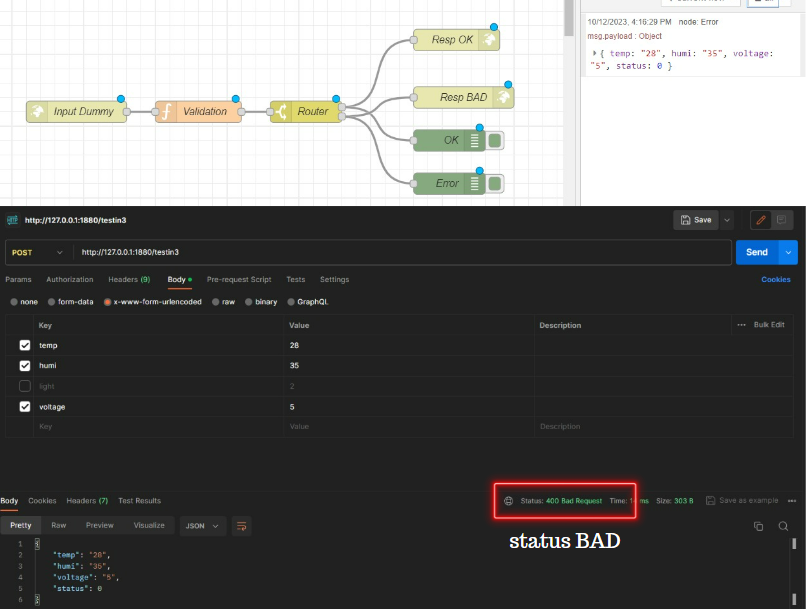 10/12/2023, 4:16:29 PM node: Error
msg.payload : Object
{ temp: "28", humi: "35", voltage: "5", status: 0 }
Resp OK
Resp BAD
Input Dummy
Validation
Router
OK
Error
http://127.0.0.1:1880/testin3
Save
POST
http://127.0.0.1:1880/testin3
Send
Params Authorization Headers (9) Body Pre-request Script Tests Settings
Cookies
none form-data x-www-form-urlencoded raw binary GraphQL
Key Value Description ••• Bulk Edit
temp 28
humi 35
light 2
voltage 5
Key Value Description
Body Cookies Headers (7) Test Results
Status: 400 Bad Request Time: ms Size: 303 B Save as example •••
status BAD
Pretty Raw Preview Visualize JSON
1 {
2 "temp": "28",
3 "humi": "35",
4 "voltage": "5",
5 "status": 0
6 }